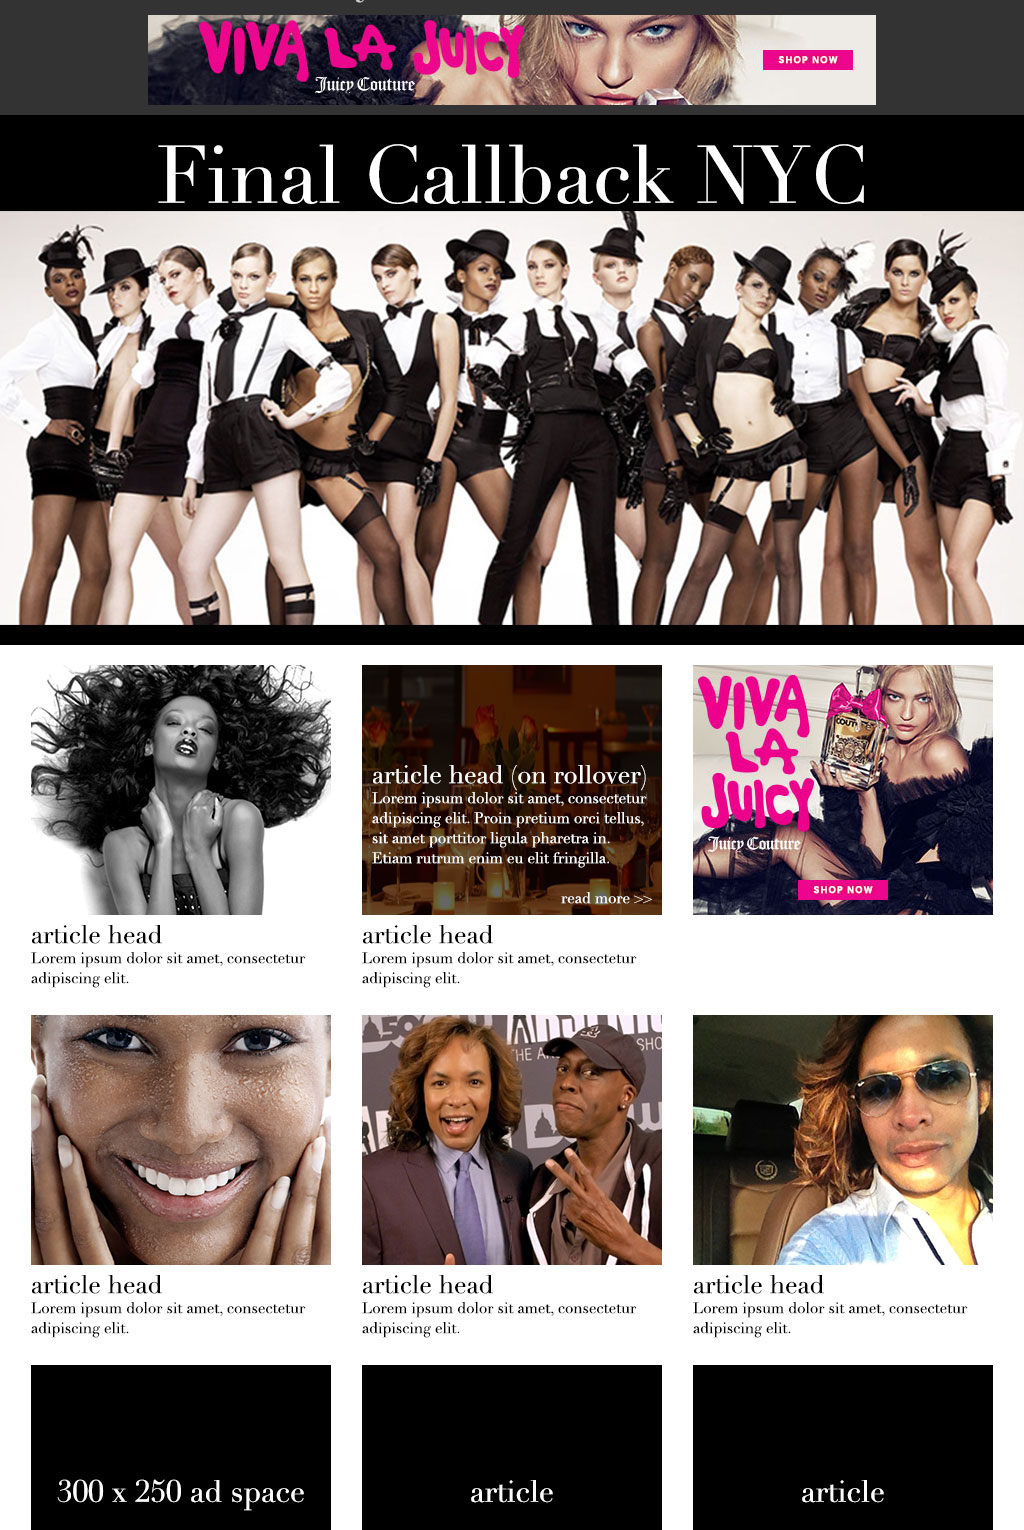 VIVA LA JUICY
Juicy Couture
SHOP NOW
Final Callback NYC
article head (on rollover)
Lorem ipsum dolor sit amet, consectetur
adipiscing elit. Proin pretium orci tellus,
sit amet porttitor ligula pharetra in.
Etiam rutrum enim eu elit fringilla.
read more >>
VIVA
LA
JUICY
Juicy Couture
COUTURE
SHOP NOW
article head
Lorem ipsum dolor sit amet, consectetur
adipiscing elit.
article head
Lorem ipsum dolor sit amet, consectetur
adipiscing elit.
THE AR
SHO
article head
Lorem ipsum dolor sit amet, consectetur
adipiscing elit.
article head
Lorem ipsum dolor sit amet, consectetur
adipiscing elit.
article head
Lorem ipsum dolor sit amet, consectetur
adipiscing elit.
300 x 250 ad space
article
article